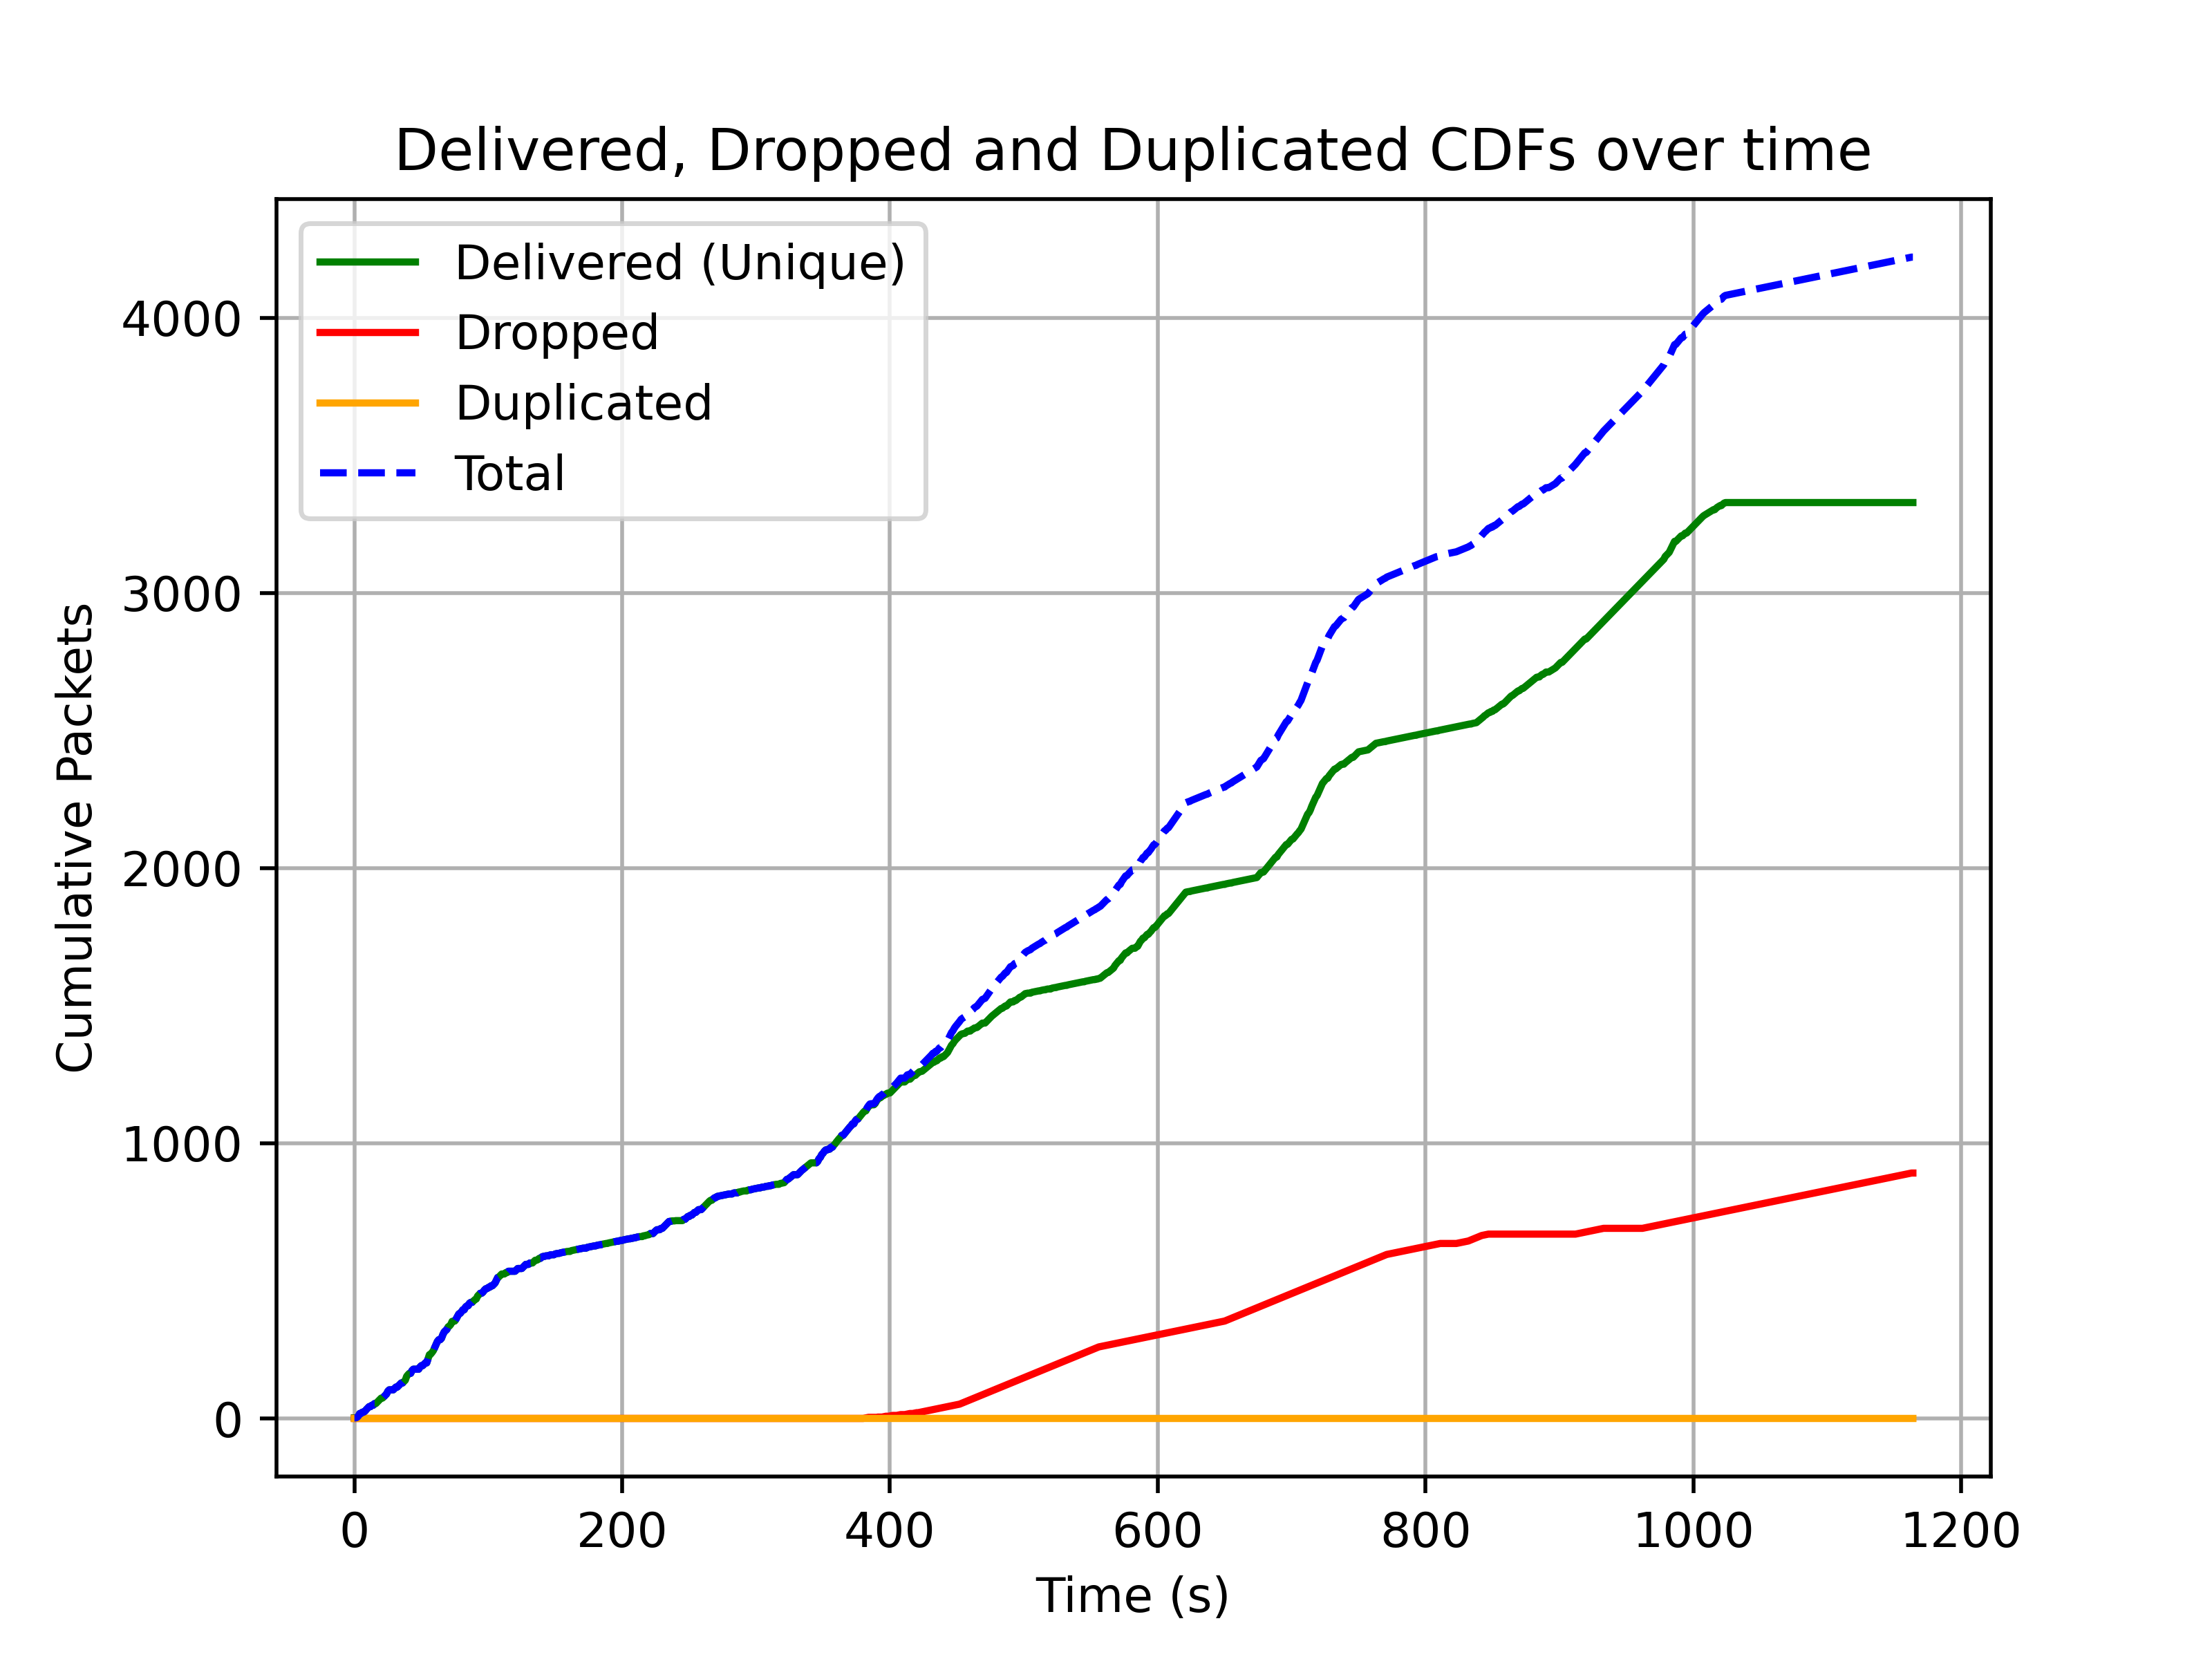 Delivered, Dropped and Duplicated CDFs over time
Delivered (Unique)
Dropped
Duplicated
Total
Cumulative Packets
4000
3000
2000
1000
0
0 200 400 600 800 1000 1200
Time (s)